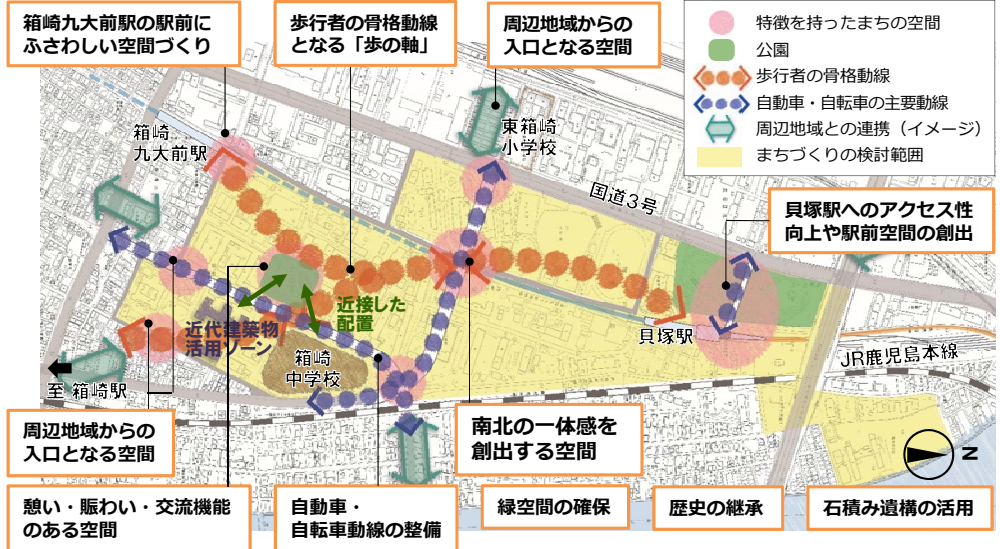 箱崎九大前駅の駅前に
ふさわしい空間づくり
歩行者の骨格動線
となる「歩の軸」
周辺地域からの
入口となる空間
特徴を持ったまちの空間
公園
歩行者の骨格動線
自動車・自転車の主要動線
周辺地域との連携（イメージ）
まちづくりの検討範囲
箱崎
九大前駅
東箱崎
小学校
国道3号
貝塚駅へのアクセス性
向上や駅前空間の創出
近接した
配置
近代建築物
活用ゾーン
箱崎
中学校
貝塚駅
JR鹿児島本線
至 箱崎駅
周辺地域からの
入口となる空間
南北の一体感を
創出する空間
N
憩い・賑わい・交流機能
のある空間
自動車・
自転車動線の整備
緑空間の確保
歴史の継承
石積み遺構の活用